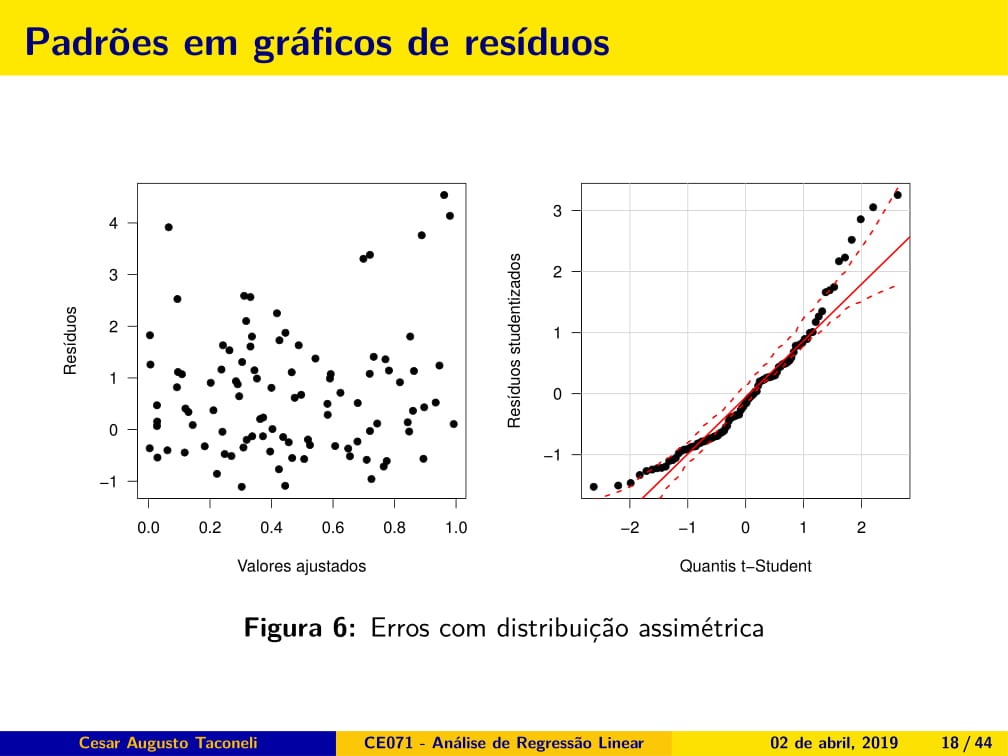 Padrões em gráficos de resíduos
Resíduos
4
3
2
1
0
−1
0.0 0.2 0.4 0.6 0.8 1.0
Valores ajustados
Resíduos studentizados
3
2
1
0
−1
−2 −1 0 1 2
Quantis t−Student
Figura 6: Erros com distribuição assimétrica
Cesar Augusto Taconeli CE071 - Análise de Regressão Linear 02 de abril, 2019 18 / 44